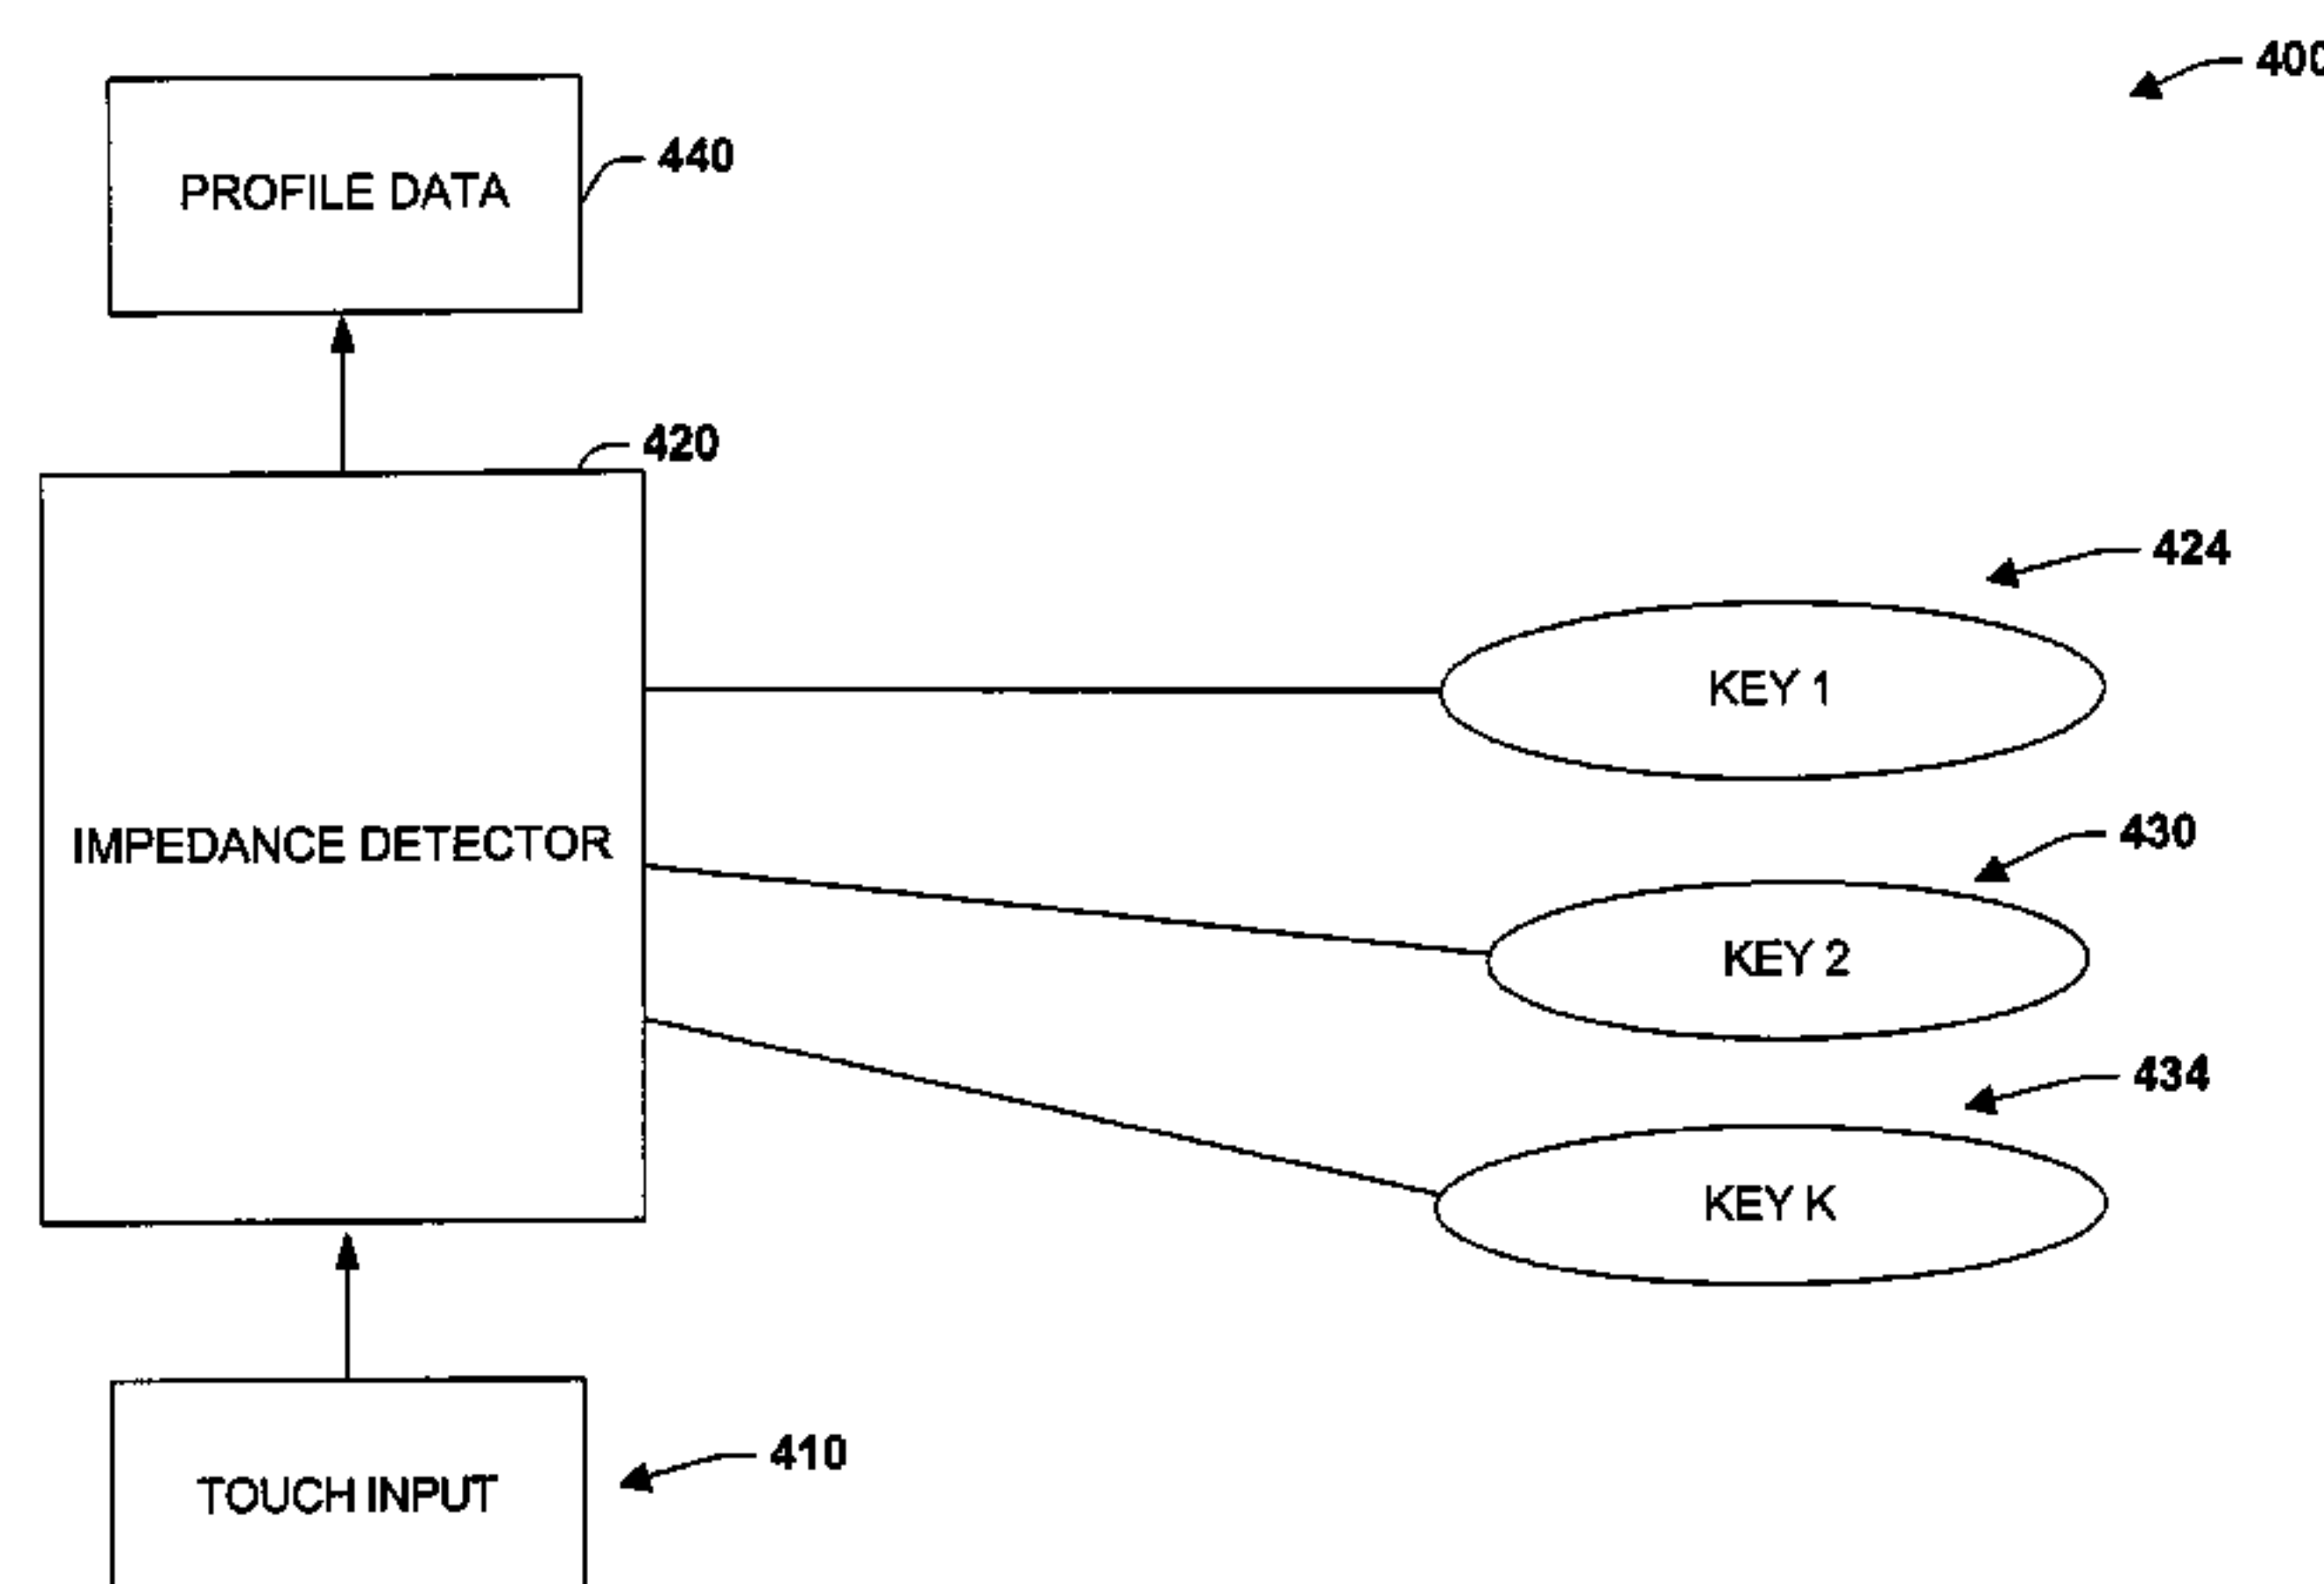 400
PROFILE DATA
440
420
424
KEY 1
IMPEDANCE DETECTOR
430
KEY 2
434
KEY K
410
TOUCH INPUT